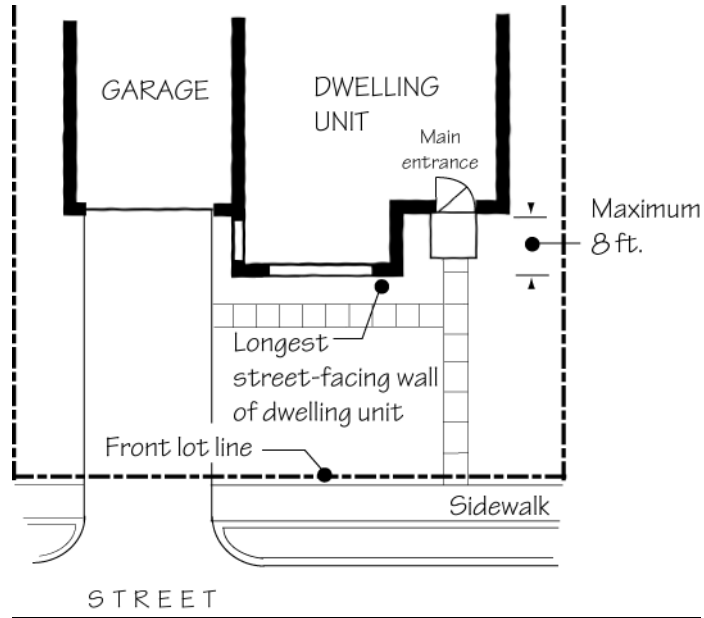 GARAGE
DWELLING
UNIT
Main
entrance
Maximum
8 ft.
Longest
street-facing wall
of dwelling unit
Front lot line
Sidewalk
STREET